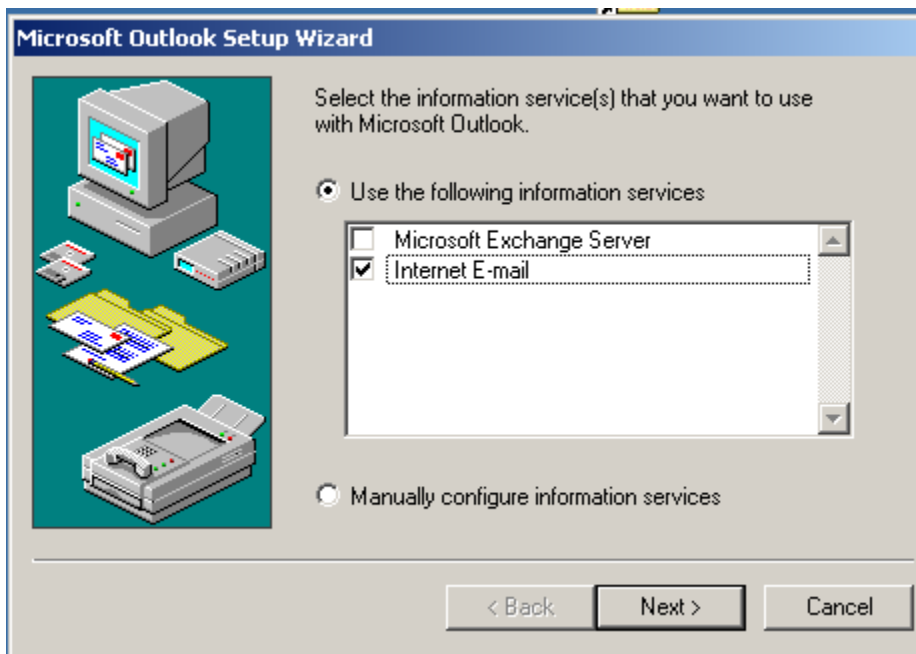 Microsoft Outlook Setup Wizard
Select the information service(s) that you want to use
with Microsoft Outlook.
Use the following information services
Microsoft Exchange Server
Internet E-mail
Manually configure information services
< Back
Next >
Cancel